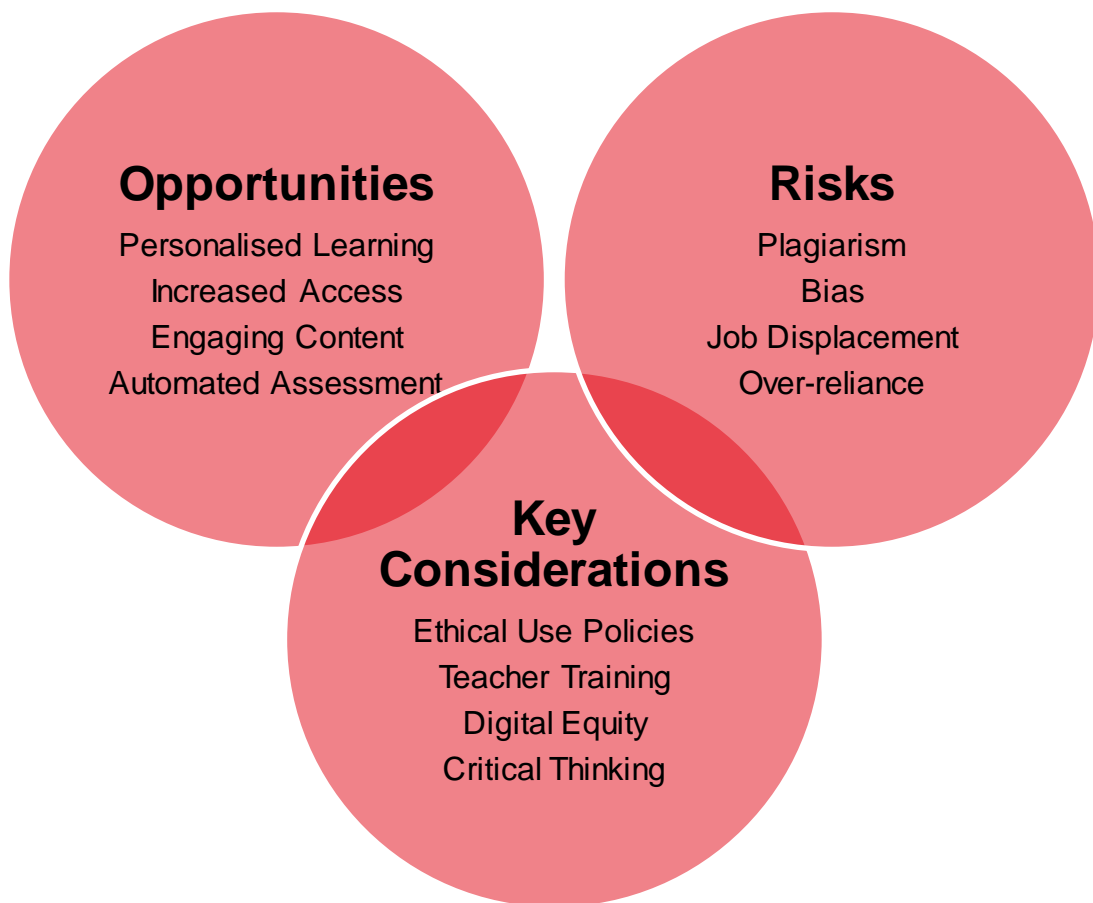 Opportunities
Personalised Learning
Increased Access
Engaging Content
Automated Assessment
Risks
Plagiarism
Bias
Job Displacement
Over-reliance
Key
Considerations
Ethical Use Policies
Teacher Training
Digital Equity
Critical Thinking